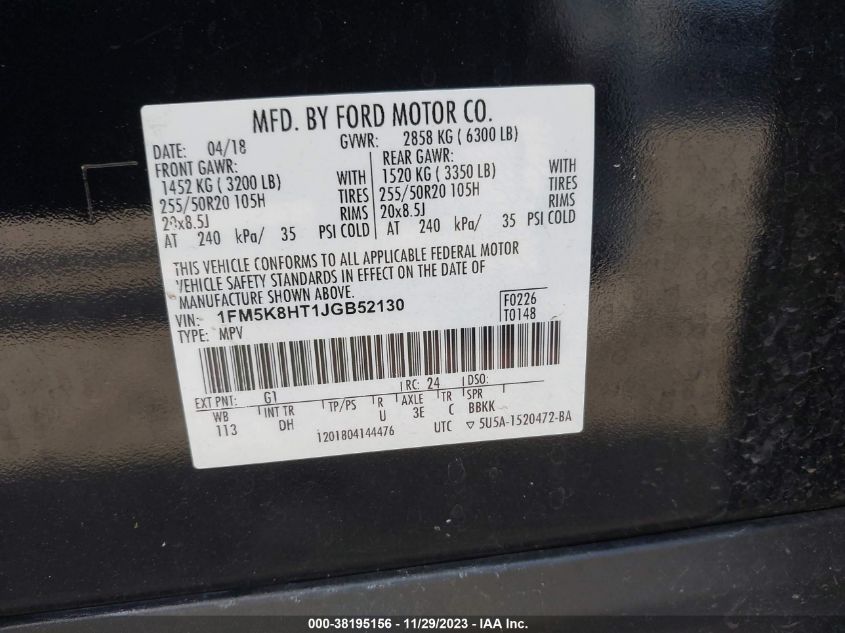 MFD. BY FORD MOTOR CO.
DATE: 04/18 GVWR: 2858 KG ( 6300 LB)
FRONT GAWR: REAR GAWR:
1452 KG ( 3200 LB) WITH 1520 KG ( 3350 LB) WITH
255/50R20 105H TIRES 255/50R20 105H TIRES
20x8.5J RIMS 20x8.5J RIMS
AT 240 kPa/ 35 PSI COLD AT 240 kPa/ 35 PSI COLD
THIS VEHICLE CONFORMS TO ALL APPLICABLE FEDERAL MOTOR
VEHICLE SAFETY STANDARDS IN EFFECT ON THE DATE OF
MANUFACTURE SHOWN ABOVE.
VIN: 1FM5K8HT1JGB52130 F0226
TYPE: MPV T0148
EXT PNT: G1 RC: 24 DSO:
WB INT TR TP/PS R AXLE TR SPR
113 DH U 3E C BBKK
1201804144476 UTC ▽ 5U5A-1520472-BA
000-38195156 - 11/29/2023 - IAA Inc.